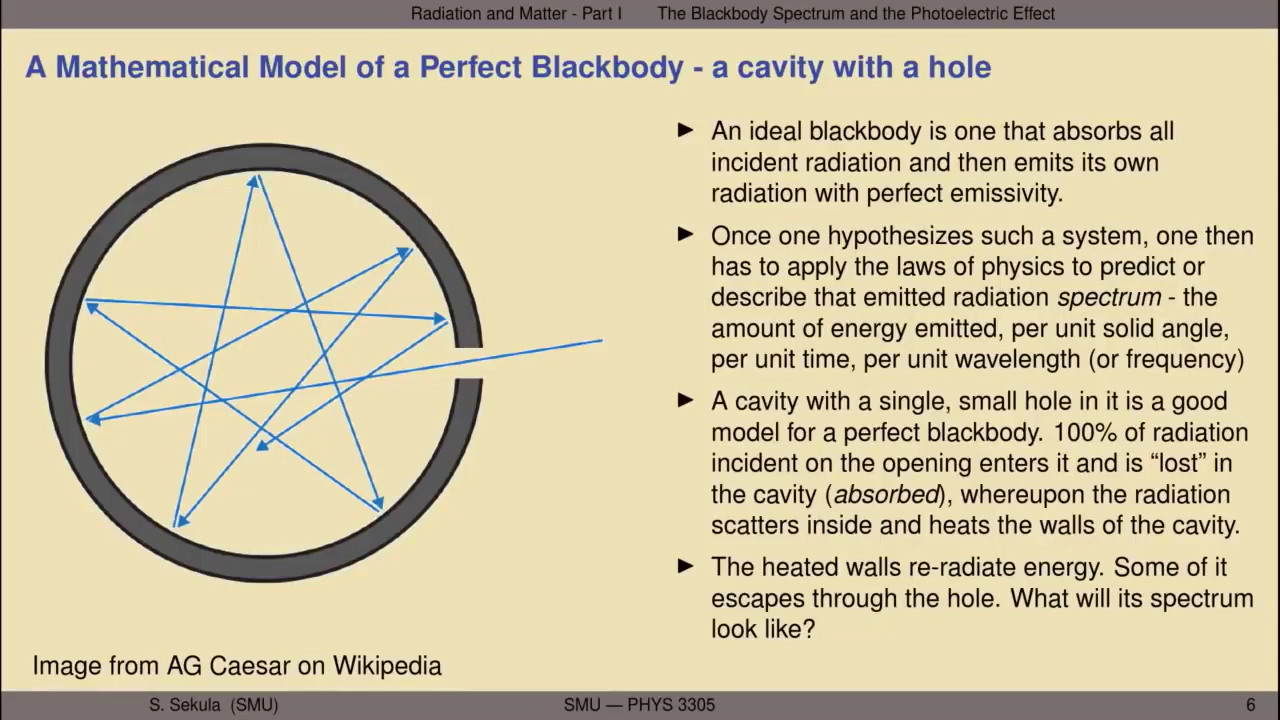 Radiation and Matter - Part I The Blackbody Spectrum and the Photoelectric Effect
A Mathematical Model of a Perfect Blackbody - a cavity with a hole
► An ideal blackbody is one that absorbs all
incident radiation and then emits its own
radiation with perfect emissivity.
► Once one hypothesizes such a system, one then
has to apply the laws of physics to predict or
describe that emitted radiation spectrum - the
amount of energy emitted, per unit solid angle,
per unit time, per unit wavelength (or frequency)
► A cavity with a single, small hole in it is a good
model for a perfect blackbody. 100% of radiation
incident on the opening enters it and is “lost” in
the cavity (absorbed), whereupon the radiation
scatters inside and heats the walls of the cavity.
► The heated walls re-radiate energy. Some of it
escapes through the hole. What will its spectrum
look like?
Image from AG Caesar on Wikipedia
S. Sekula (SMU) SMU — PHYS 3305 6